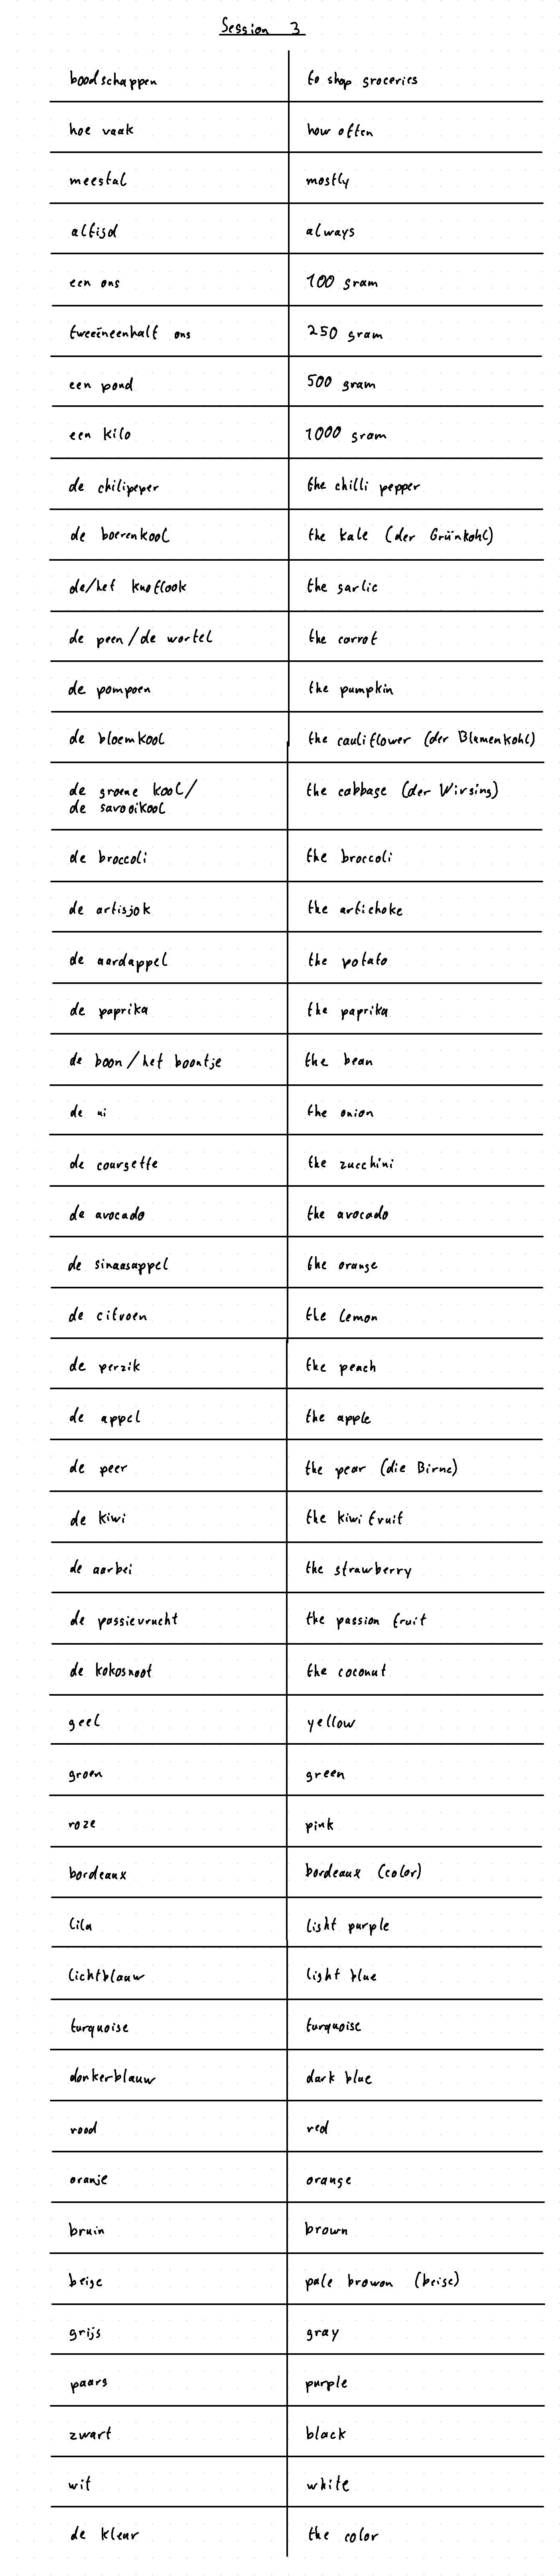 Session 3
boodschappen to shop groceries
hoe vaak how often
meestal mostly
altijd always
een ons 100 gram
tweeëneenhalf ons 250 gram
een pond 500 gram
een kilo 1000 gram
de chilipeper the chilli pepper
de boerenkool the kale (der Grünkohl)
de/het knoflook the garlic
de peen/de wortel the carrot
de pompoen the pumpkin
de bloemkool the cauliflower (der Blumenkohl)
de groene kool/ the cabbage (der Wirsing)
de savooikool
de broccoli the broccoli
de artisjok the artichoke
de aardappel the potato
de paprika the paprika
de boon/het boontje the bean
de ui the onion
de courgette the zucchini
de avocado the avocado
de sinaasappel the orange
de citroen the lemon
de perzik the peach
de appel the apple
de peer the pear (die Birne)
de kiwi the kiwi fruit
de aarbei the strawberry
de passievrucht the passion fruit
de kokosnoot the coconut
geel yellow
groen green
roze pink
bordeaux bordeaux (color)
lila light purple
lichtblauw light blue
turquoise turquoise
donkerblauw dark blue
rood red
oranje orange
bruin brown
beige pale browon (beige)
grijs gray
paars purple
zwart black
wit white
de kleur the color